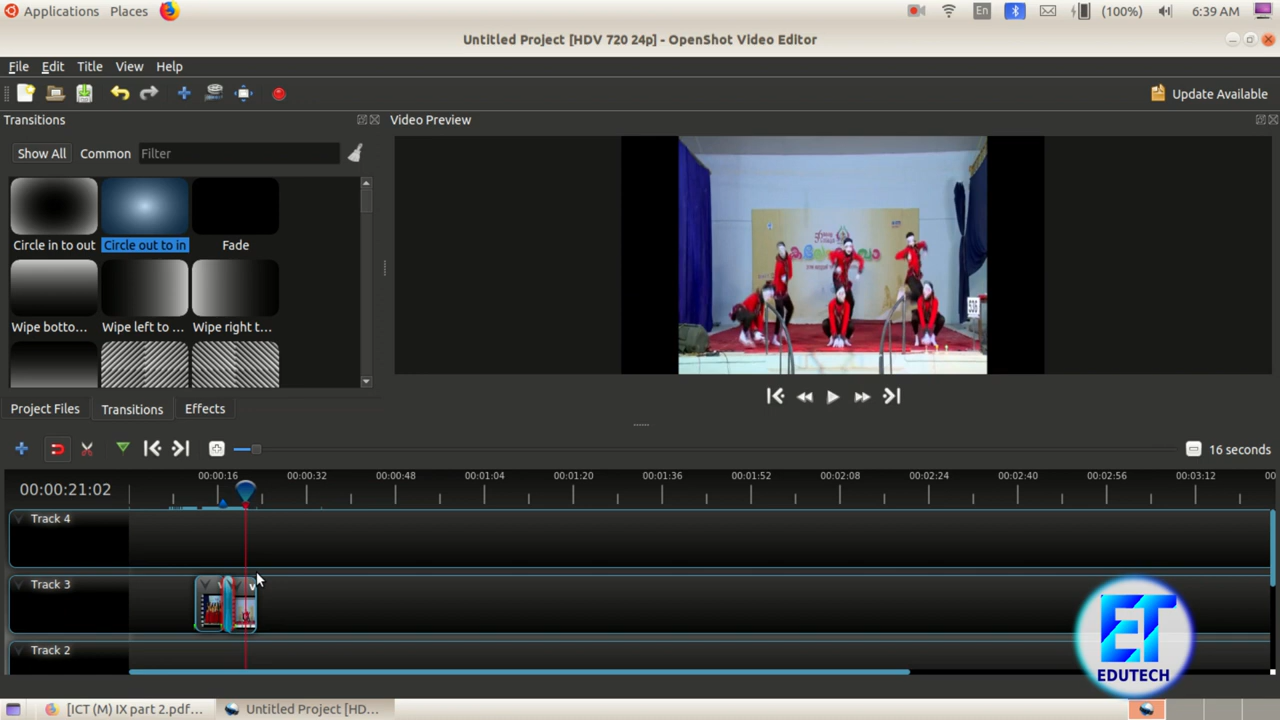 Applications Places En (100%) 6:39 AM
Untitled Project [HDV 720 24p] - OpenShot Video Editor
File Edit Title View Help
Update Available
Transitions
Video Preview
Show All Common Filter
Circle in to out Circle out to in Fade
Wipe botto... Wipe left to ... Wipe right t...
536
Project Files Transitions Effects
16 seconds
00:00:21:02
00:00:16 00:00:32 00:00:48 00:01:04 00:01:20 00:01:36 00:01:52 00:02:08 00:02:24 00:02:40 00:02:56 00:03:12 00
Track 4
Track 3
Track 2
ET
EDUTECH
[ICT (M) IX part 2.pdf... Untitled Project [HD...